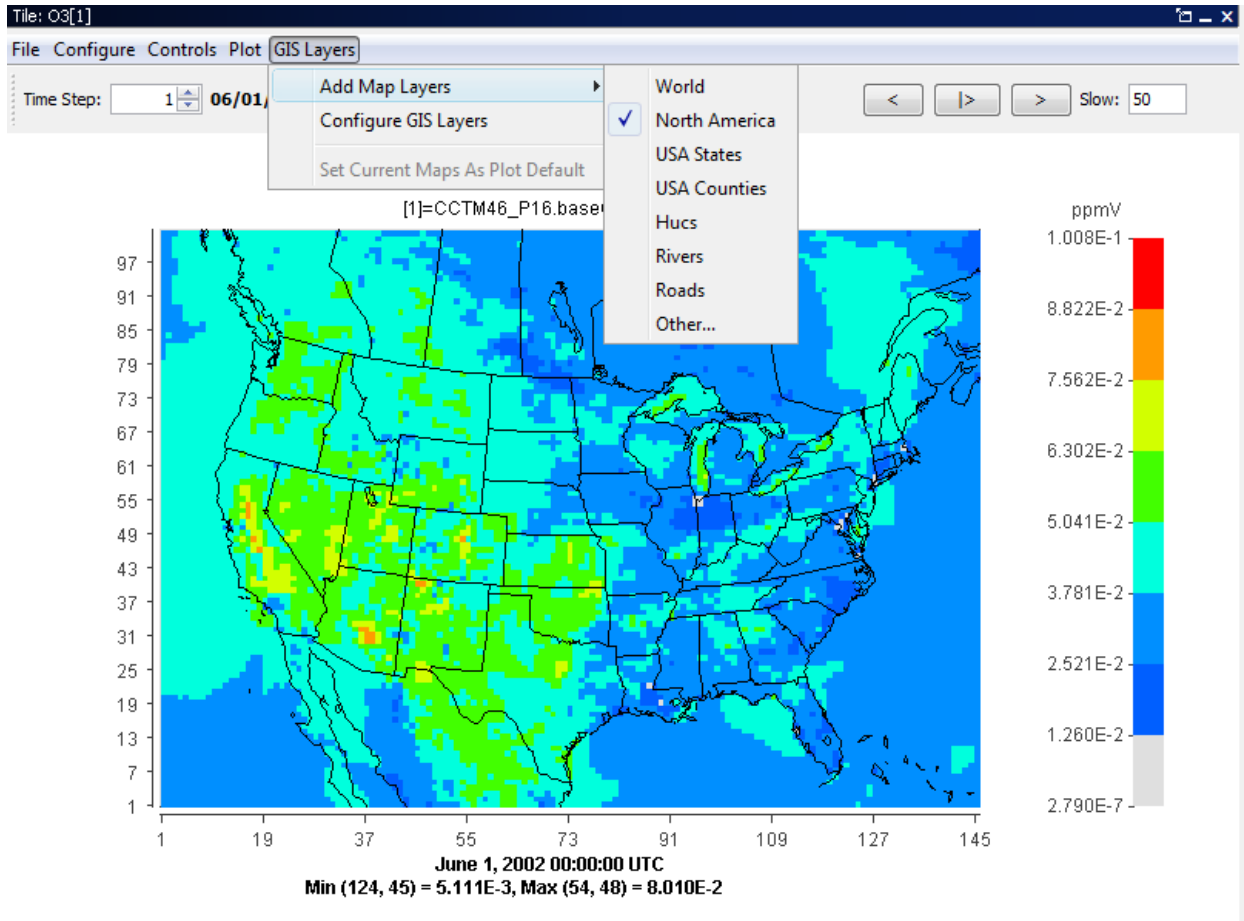 Tile: O3[1]
File Configure Controls Plot GIS Layers
Add Map Layers
Configure GIS Layers
Set Current Maps As Plot Default
World
North America
USA States
USA Counties
Hucs
Rivers
Roads
Other...
Time Step: 1 06/01/
< |> > Slow: 50
[1]=CCTM46_P16.base
ppmV
1.008E-1
8.822E-2
7.562E-2
6.302E-2
5.041E-2
3.781E-2
2.521E-2
1.260E-2
2.790E-7
97
91
85
79
73
67
61
55
49
43
37
31
25
19
13
7
1
1 19 37 55 73 91 109 127 145
June 1, 2002 00:00:00 UTC
Min (124, 45) = 5.111E-3, Max (54, 48) = 8.010E-2